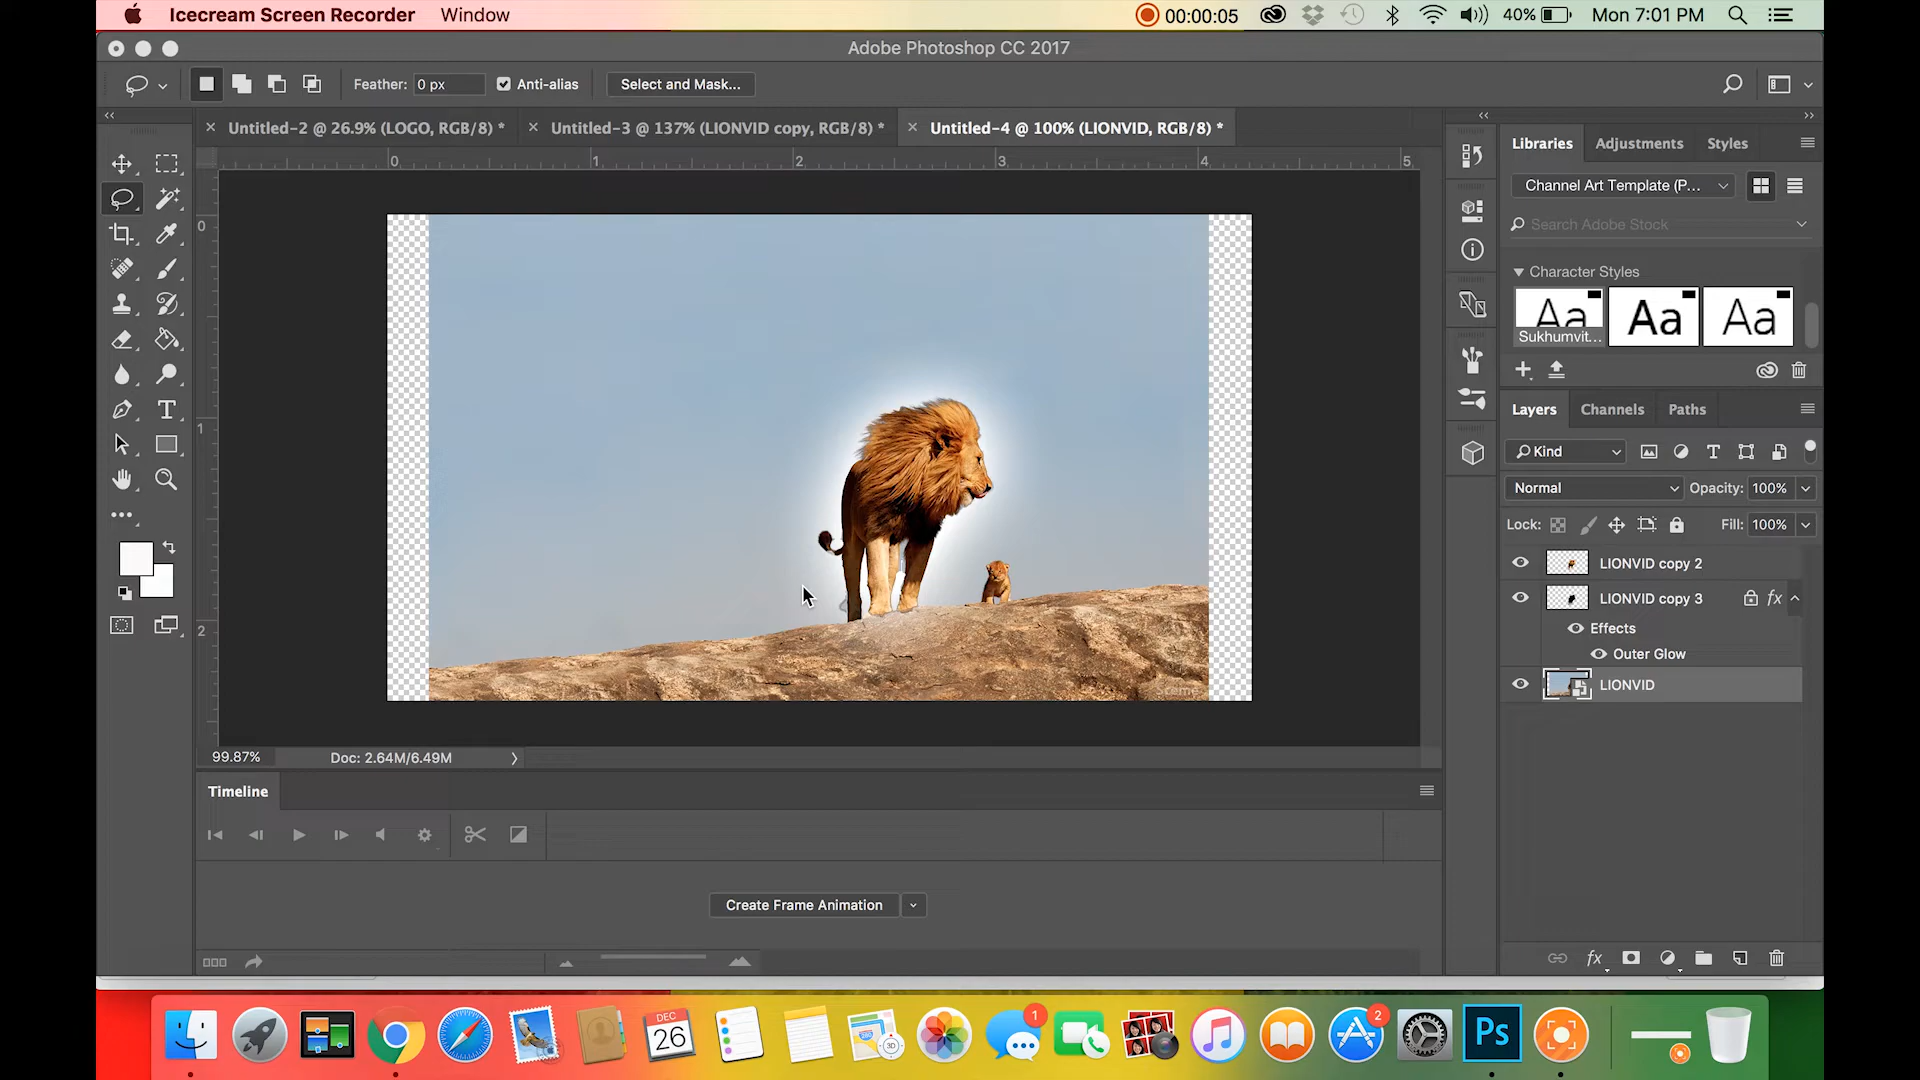 Icecream Screen Recorder Window 00:00:05 40% Mon 7:01 PM
Adobe Photoshop CC 2017
Feather: 0 px Anti-alias Select and Mask...
Untitled-2 @ 26.9% (LOGO, RGB/8) * Untitled-3 @ 137% (LIONVID copy, RGB/8) * Untitled-4 @ 100% (LIONVID, RGB/8) *
0 1 2 3 4 5
0
1
2
Libraries Adjustments Styles
Channel Art Template (P...
Search Adobe Stock
Character Styles
Aa Aa Aa
Sukhumvit...
Layers Channels Paths
Kind
Normal Opacity: 100%
Lock: Fill: 100%
LIONVID copy 2
LIONVID copy 3 fx
Effects
Outer Glow
LIONVID
99.87% Doc: 2.64M/6.49M
Timeline
Create Frame Animation
fx
DEC
26
3D
1
2
Ps